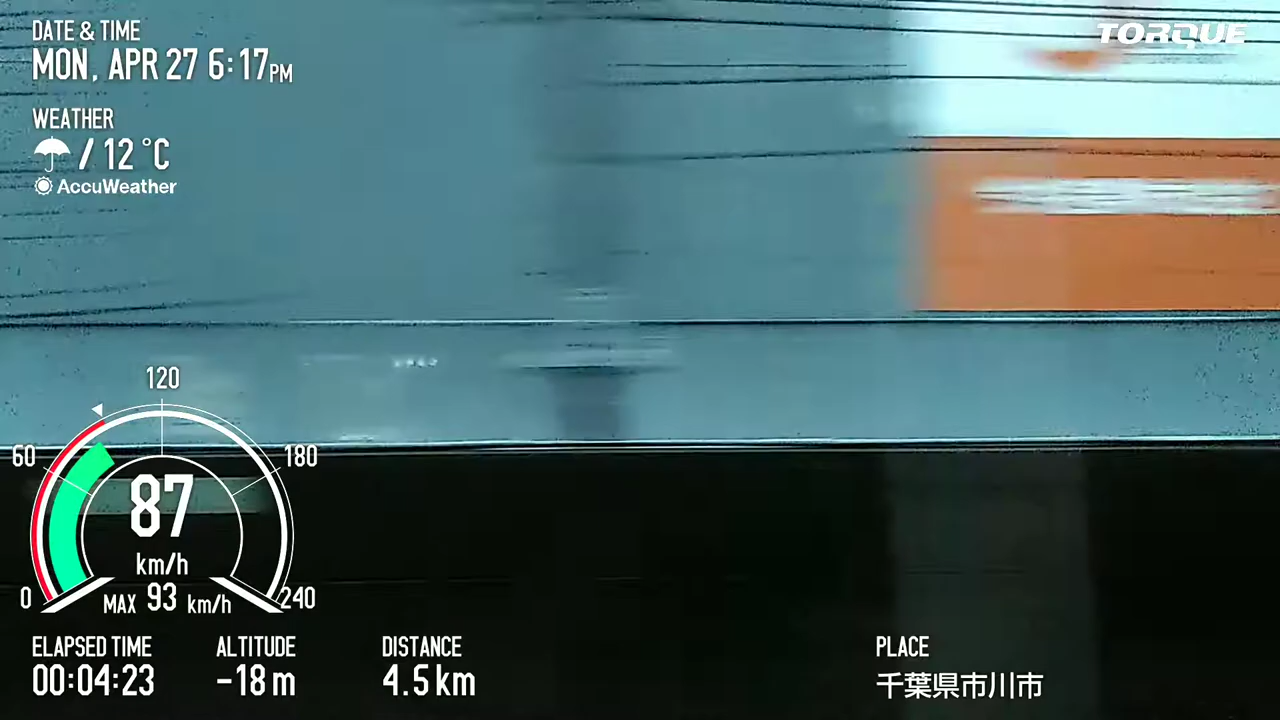 DATE & TIME
MON, APR 27 6:17PM
TORQUE
WEATHER
/ 12 °C
AccuWeather
120
60
180
87
km/h
0
MAX 93 km/h
240
ELAPSED TIME
00:04:23
ALTITUDE
-18 m
DISTANCE
4.5 km
PLACE
千葉県市川市